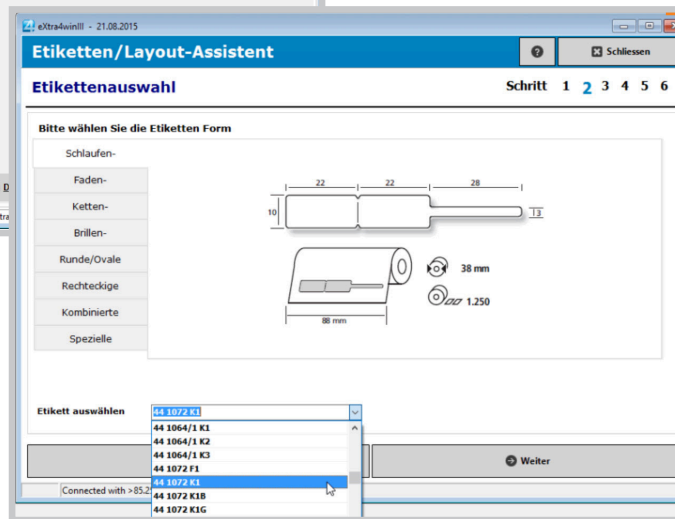 eXtra4winIII - 21.08.2015
Etiketten/Layout-Assistent
Schliessen
Etikettenauswahl
Schritt 1 2 3 4 5 6
Bitte wählen Sie die Etiketten Form
Schlaufen-
Faden-
Ketten-
Brillen-
Runde/Ovale
Rechteckige
Kombinierte
Spezielle
22 22 28
10
3
38 mm
1.250
88 mm
Etikett auswählen
44 1072 K1
44 1064/1 K1
44 1064/1 K2
44 1064/1 K3
44 1072 F1
44 1072 K1
44 1072 K1B
44 1072 K1G
Weiter
Connected with >85.2